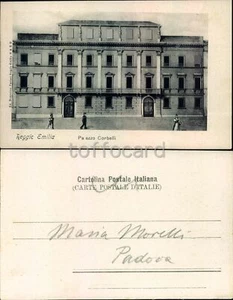 Reggio Emilia
Palazzo Corbelli
toffocard
Cartolina Postale Italiana
(CARTE POSTALE D'ITALIE)
Maria Morelli
Padova